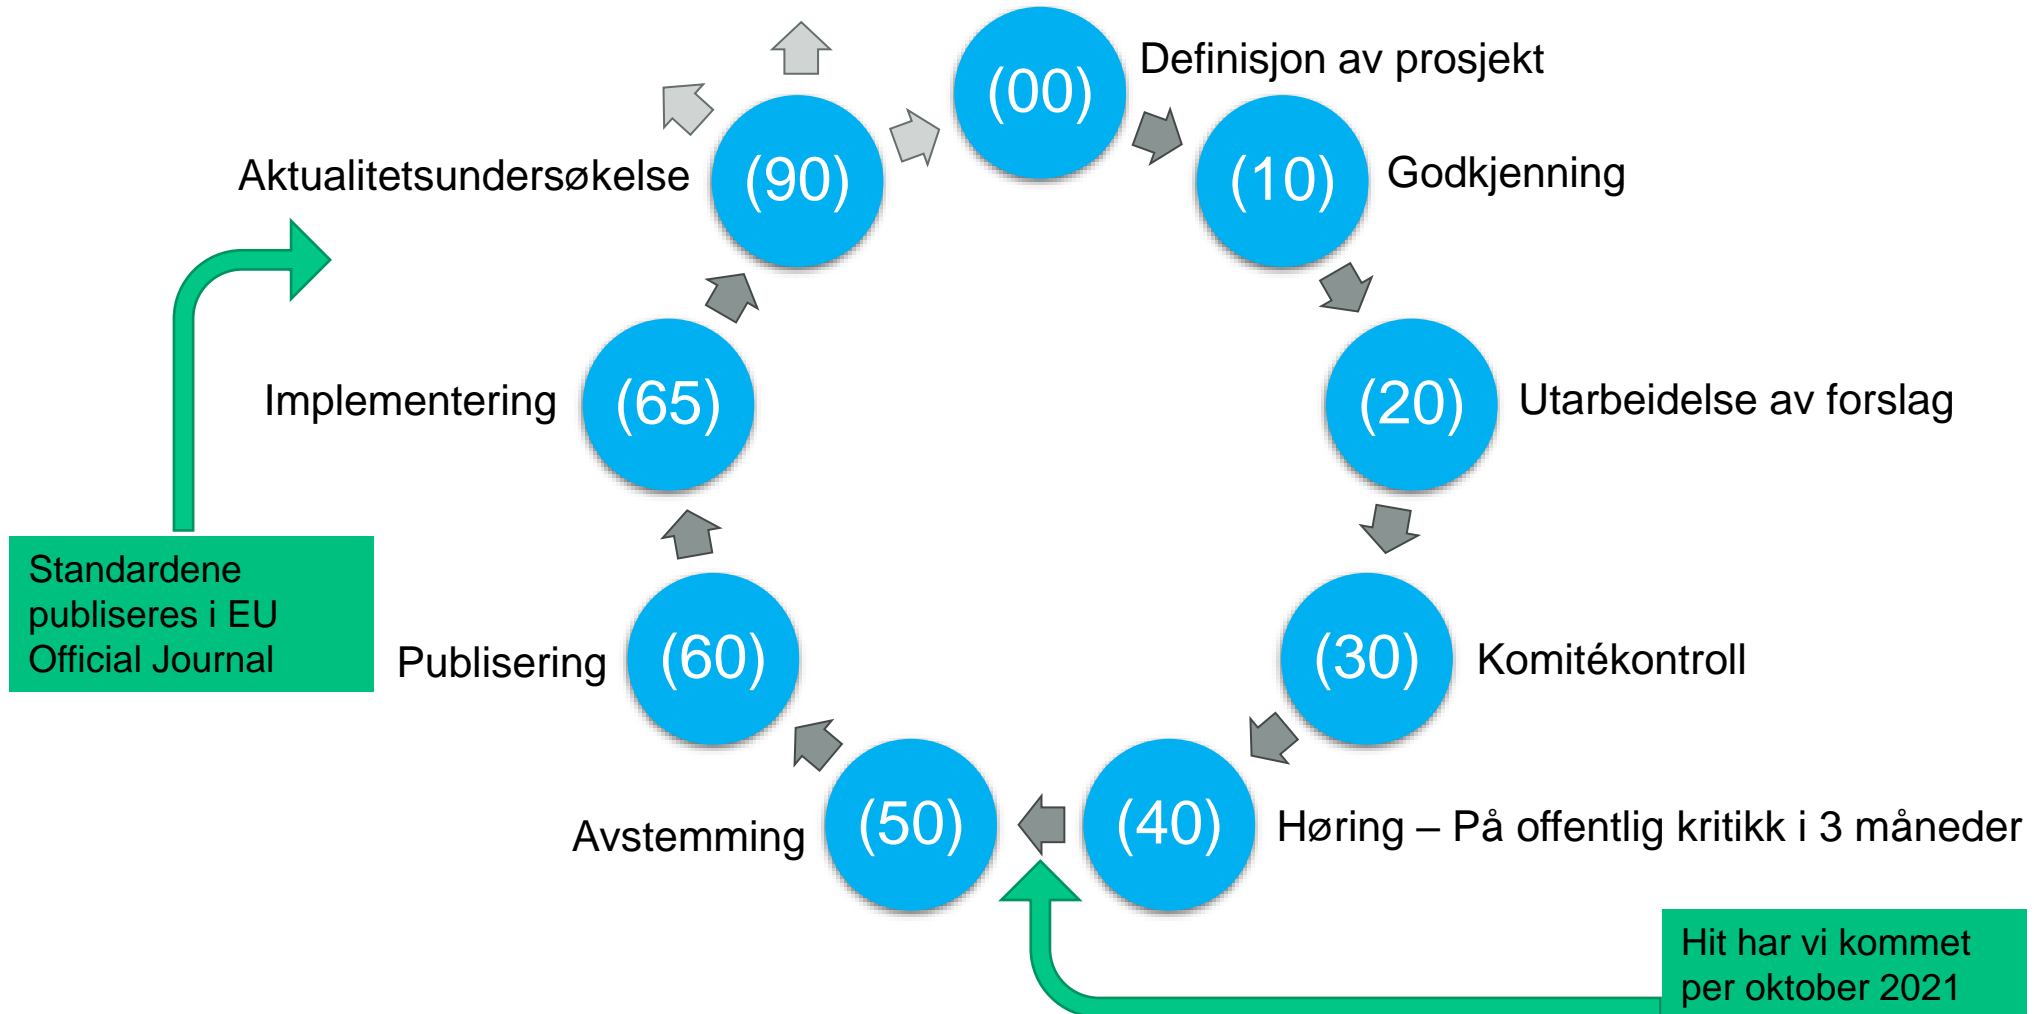 (00)
Definisjon av prosjekt
(10)
Godkjenning
(20)
Utarbeidelse av forslag
(30)
Komitékontroll
(40)
Høring – På offentlig kritikk i 3 måneder
Hit har vi kommet
per oktober 2021
(50)
Avstemming
(60)
Publisering
(65)
Implementering
Standardene
publiseres i EU
Official Journal
(90)
Aktualitetsundersøkelse